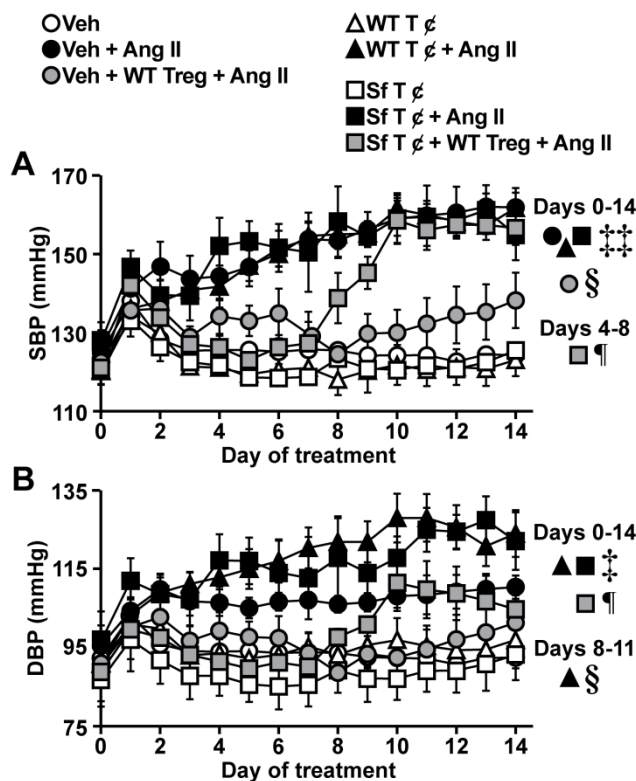 Veh
Veh + Ang II
Veh + WT Treg + Ang II
WT T ¢
WT T ¢ + Ang II
Sf T ¢
Sf T ¢ + Ang II
Sf T ¢ + WT Treg + Ang II
A
170
150
130
110
SBP (mmHg)
0 2 4 6 8 10 12 14
Day of treatment
Days 0-14
‡‡
§
Days 4-8
¶
B
135
115
95
75
DBP (mmHg)
0 2 4 6 8 10 12 14
Day of treatment
Days 0-14
‡
¶
Days 8-11
§